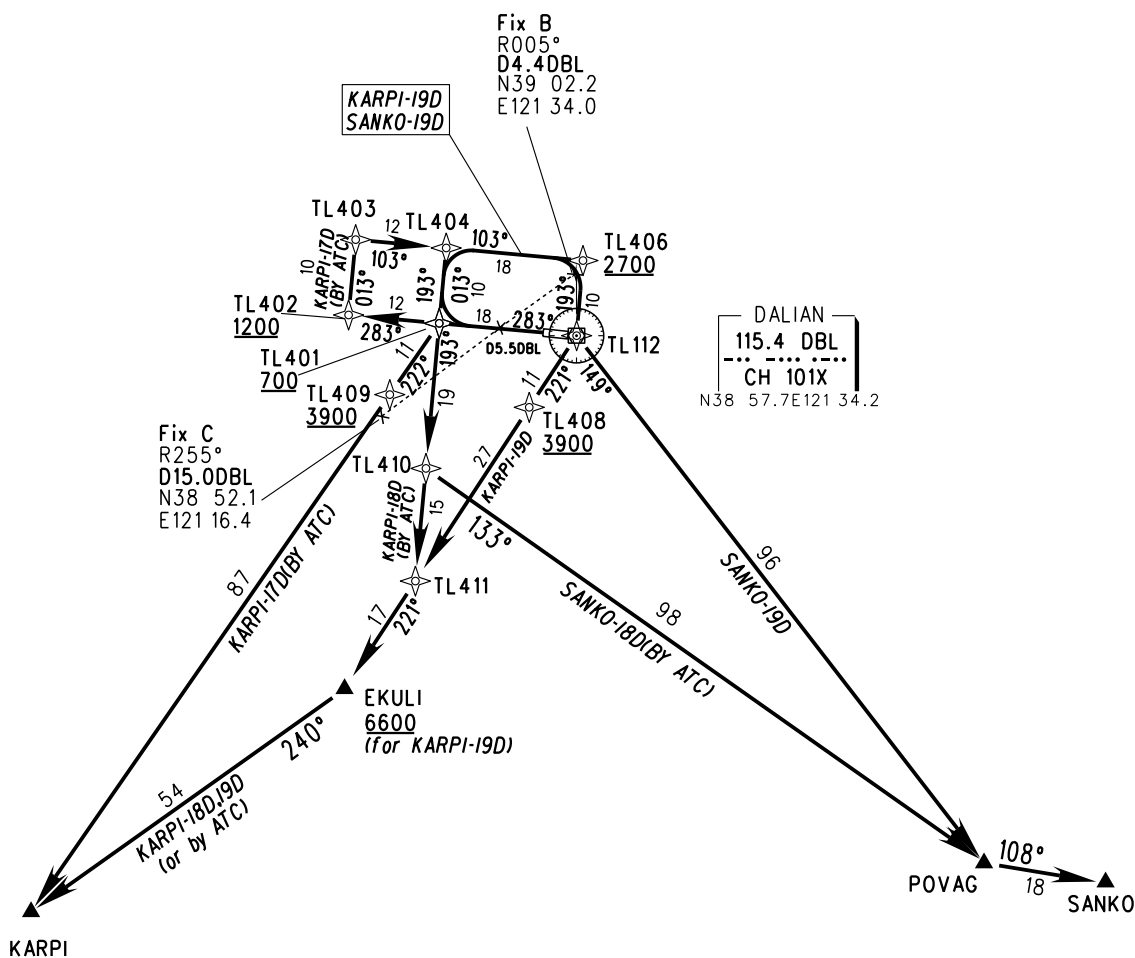 Fix B
R005°
D4.4DBL
N39 02.2
E121 34.0
KARPI-19D
SANKO-19D
TL403
12
103°
TL404
103°
18
TL406
2700
10
KARPI-17D
(BY ATC)
013°
193°
013°
10
193°
10
TL402
1200
12
283°
18
283°
D5.5DBL
TL112
TL401
700
193°
11
222°
TL409
3900
19
11
221°
149°
TL408
3900
DALIAN
115.4 DBL
CH 101X
N38 57.7E121 34.2
Fix C
R255°
D15.0DBL
N38 52.1
E121 16.4
TL410
KARPI-18D
(BY ATC)
15
27
KARPI-19D
133°
TL411
17
221°
87
KARPI-17D(BY ATC)
98
SANKO-18D(BY ATC)
96
SANKO-19D
EKULI
6600
(for KARPI-19D)
240°
54
KARPI-18D,19D
(or by ATC)
108°
18
POVAG
SANKO
KARPI